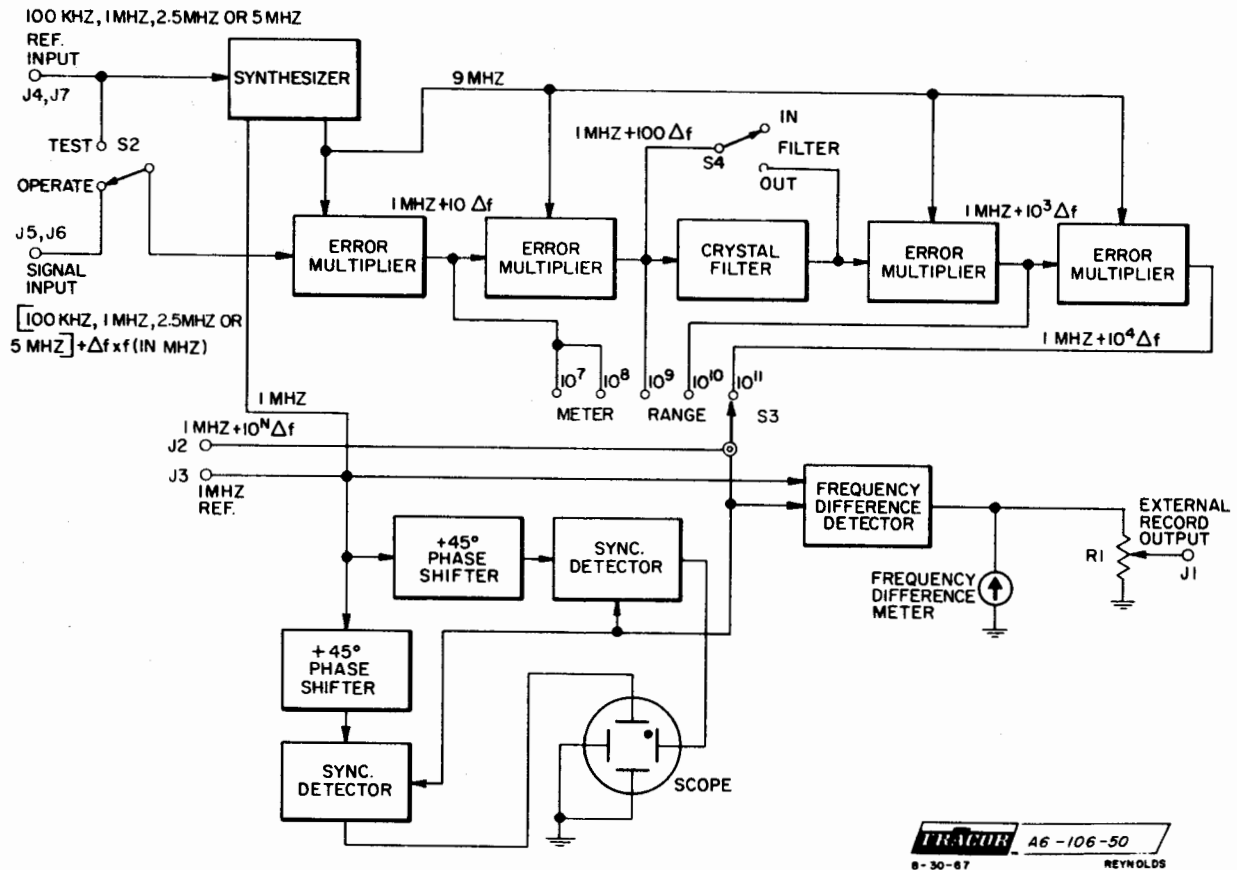 100 KHZ, 1MHZ, 2.5MHZ OR 5 MHZ
REF.
INPUT
J4, J7
SYNTHESIZER
9 MHZ
TEST
S2
OPERATE
J5, J6
SIGNAL
INPUT
[100 KHZ, 1 MHZ, 2.5MHZ OR
5 MHZ] + Δf x f (IN MHZ)
1 MHZ+100 Δf
IN
S4
FILTER
OUT
1 MHZ+10 Δf
1 MHZ+10³ Δf
ERROR
MULTIPLIER
ERROR
MULTIPLIER
CRYSTAL
FILTER
ERROR
MULTIPLIER
ERROR
MULTIPLIER
1 MHZ+10⁴ Δf
10⁷
10⁸
10⁹
10¹⁰
10¹¹
METER
RANGE
S3
1 MHZ
1 MHZ+10ᴺ Δf
J2
J3
1MHZ
REF.
FREQUENCY
DIFFERENCE
DETECTOR
+45°
PHASE
SHIFTER
SYNC.
DETECTOR
EXTERNAL
RECORD
OUTPUT
R1
J1
FREQUENCY
DIFFERENCE
METER
+45°
PHASE
SHIFTER
SYNC.
DETECTOR
SCOPE
TRACOR
A6-106-50
8-30-67
REYNOLDS